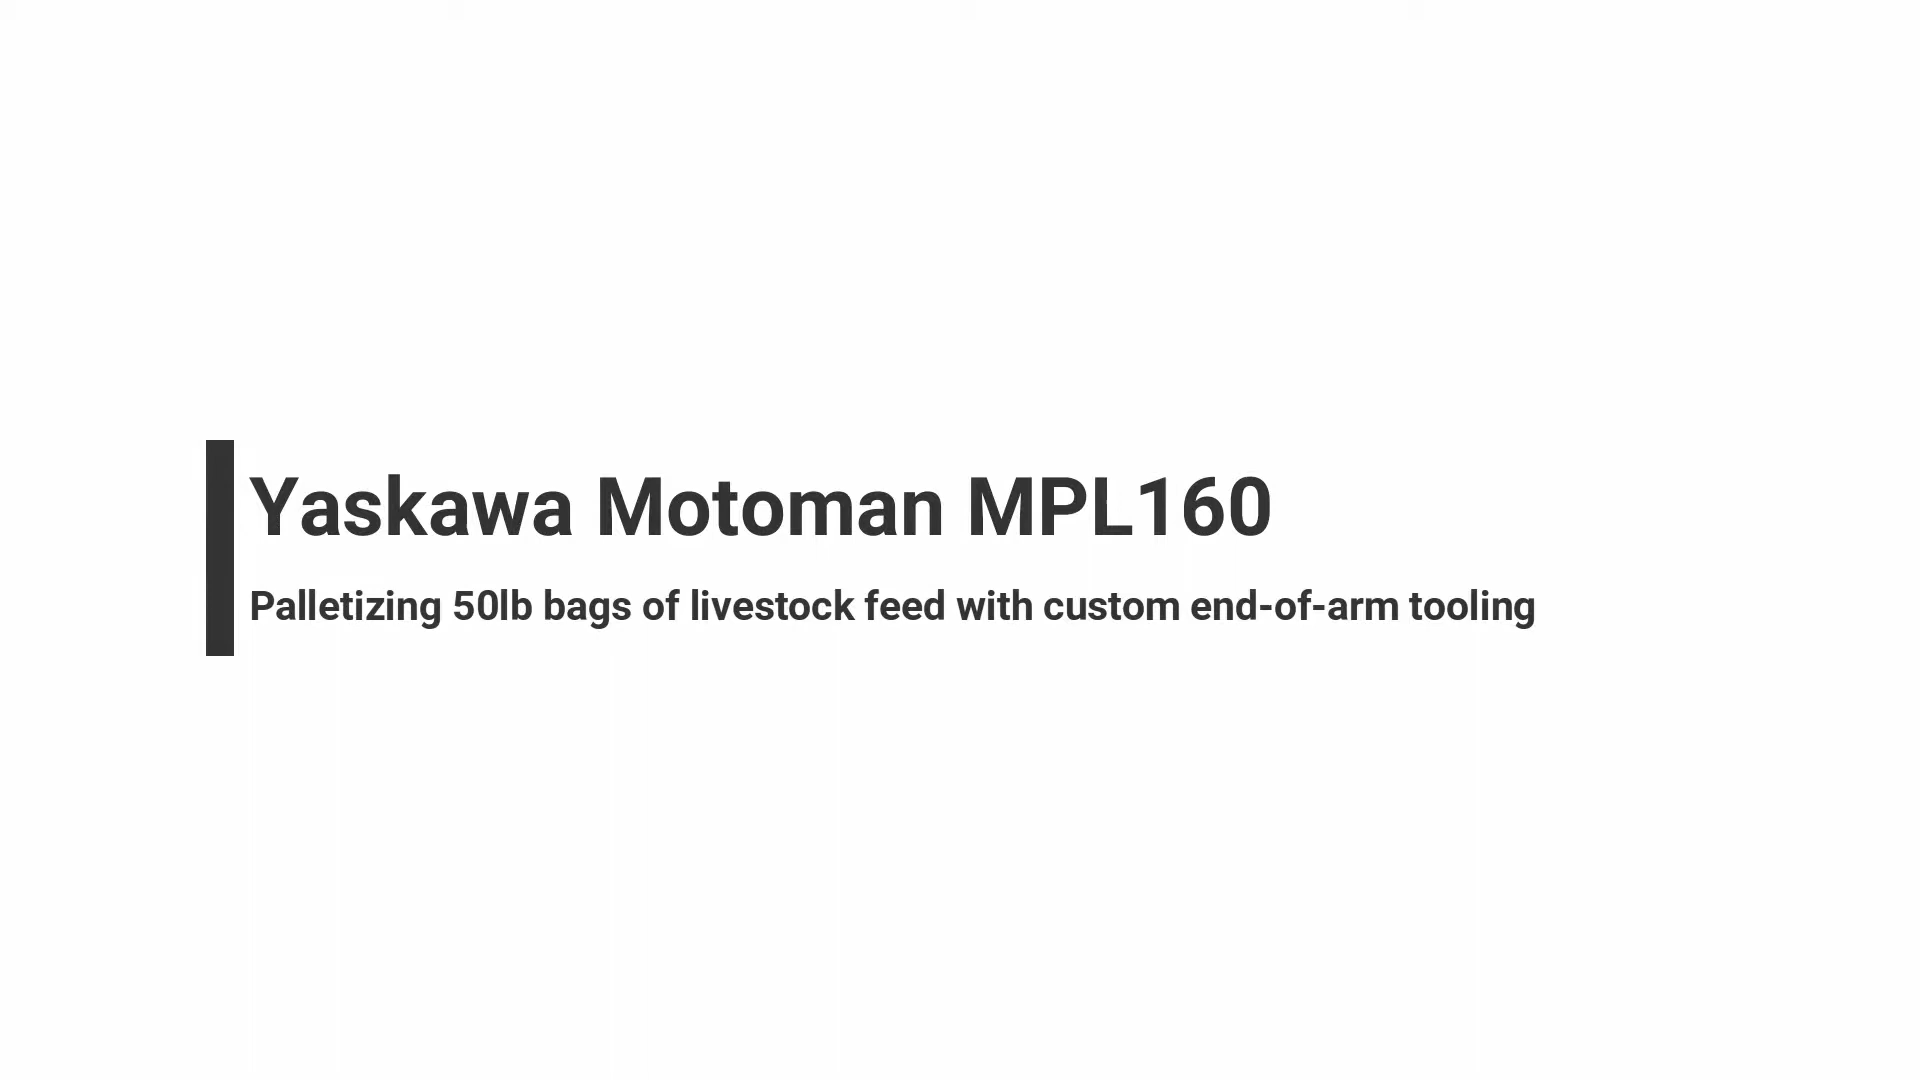 Yaskawa Motoman MPL160
Palletizing 50lb bags of livestock feed with custom end-of-arm tooling